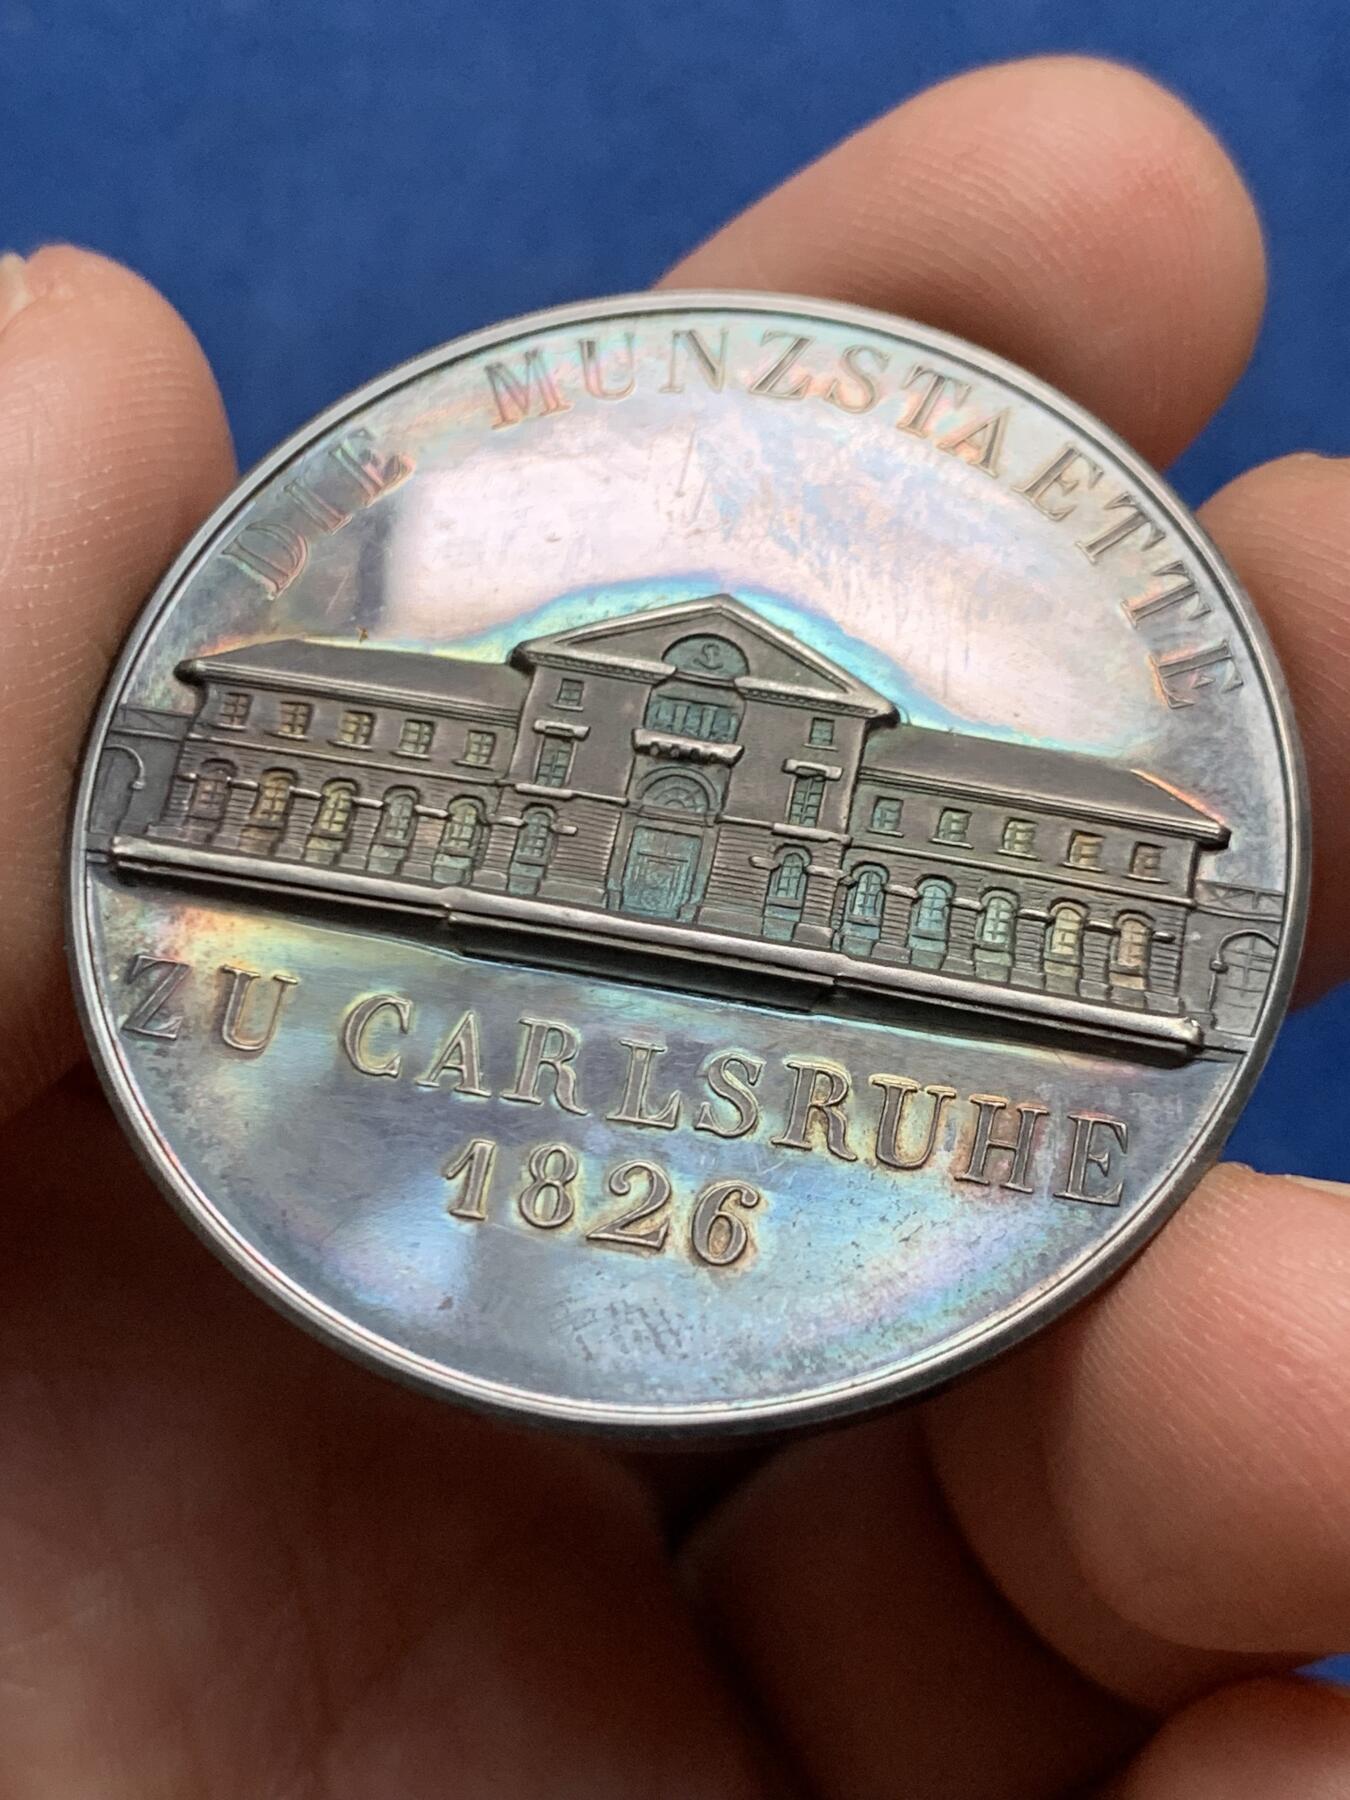 DIE MUNZSTAETTE
ZU CARLSRUHE
1826